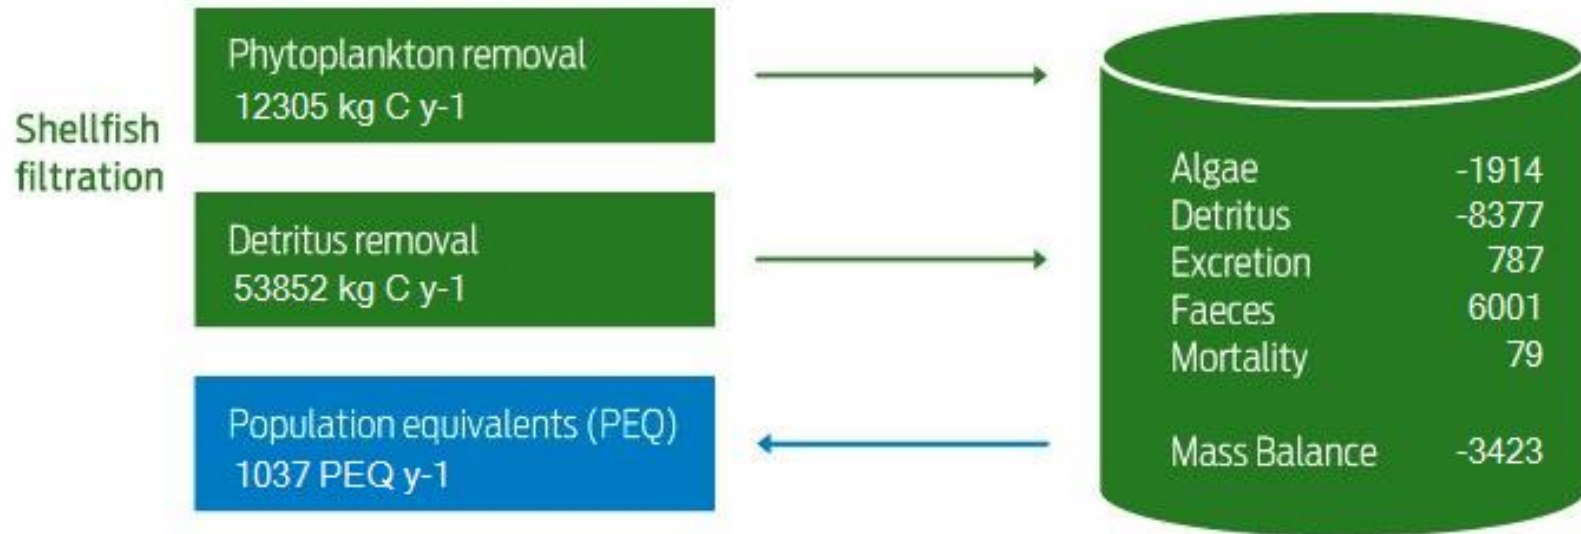 Shellfish
filtration
Phytoplankton removal
12305 kg C y-1
Detritus removal
53852 kg C y-1
Population equivalents (PEQ)
1037 PEQ y-1
Algae -1914
Detritus -8377
Excretion 787
Faeces 6001
Mortality 79
Mass Balance -3423